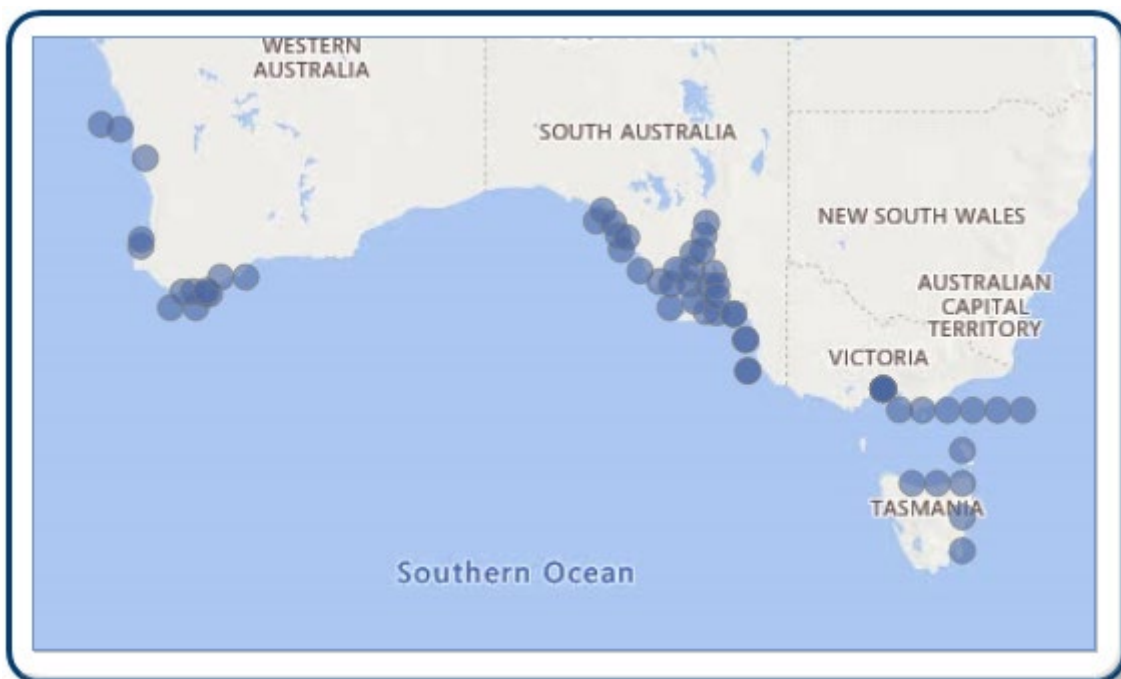 WESTERN
AUSTRALIA
SOUTH AUSTRALIA
NEW SOUTH WALES
AUSTRALIAN
CAPITAL
TERRITORY
VICTORIA
TASMANIA
Southern Ocean